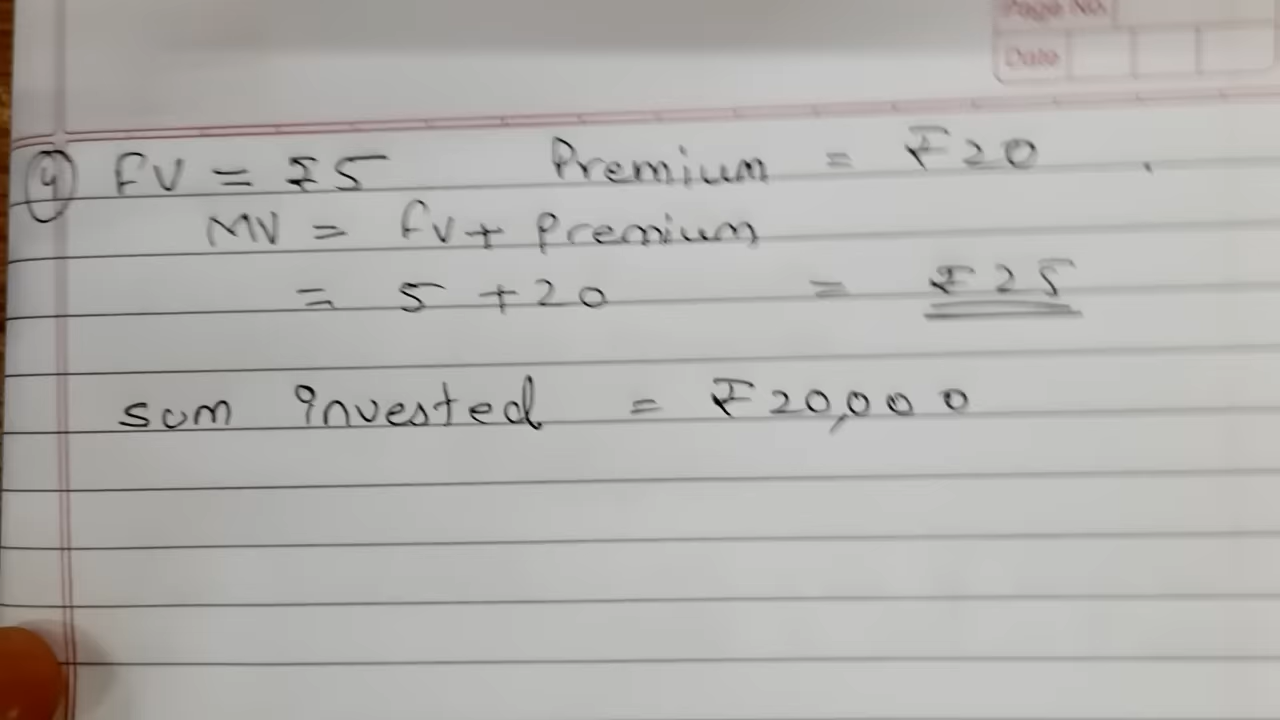 Page No.
Date
④ FV = ₹5 Premium = ₹20 .
MV = FV + Premium
= 5 + 20 = ₹25
sum invested = ₹20,000